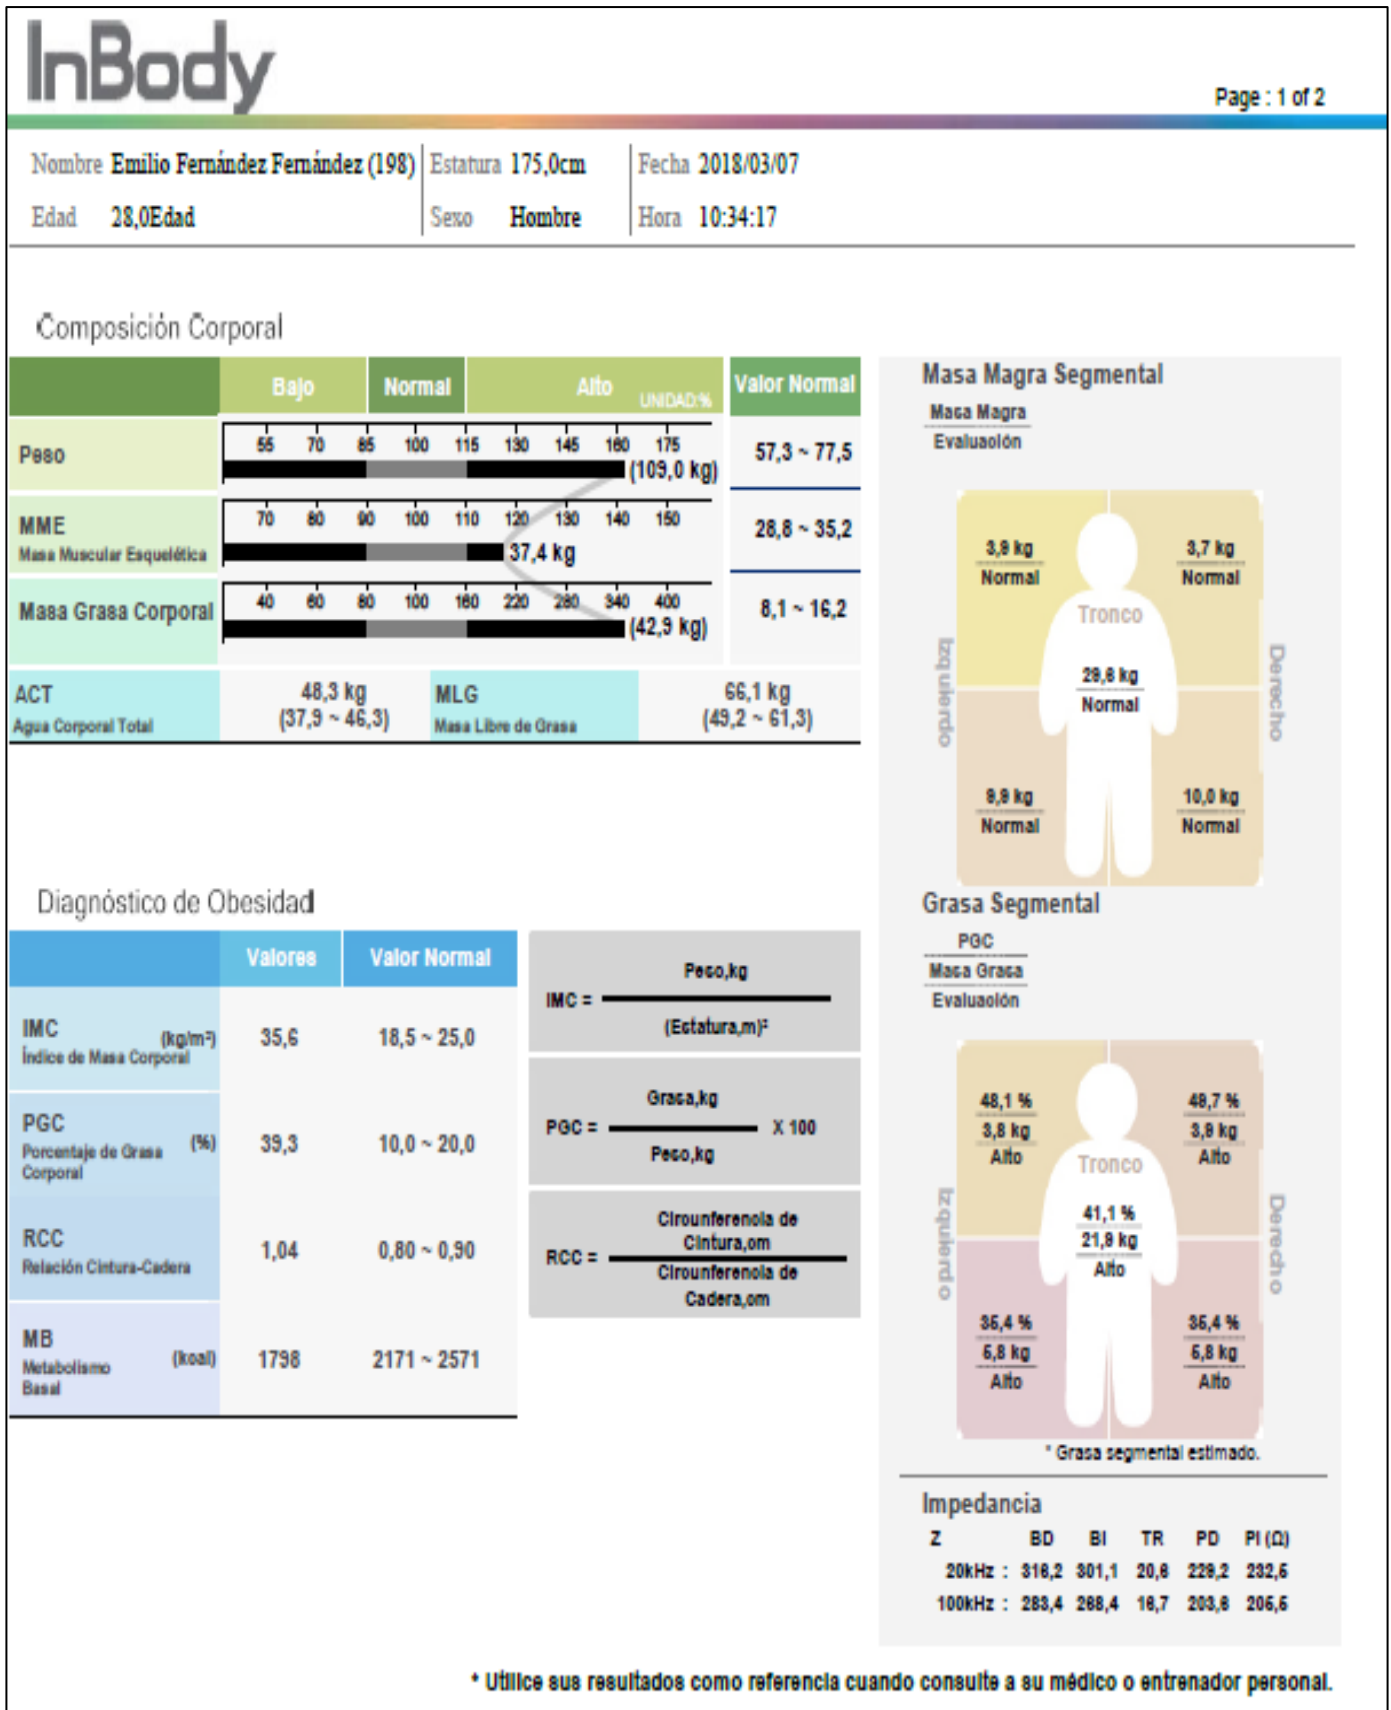 InBody
Page : 1 of 2
Nombre Emilio Fernández Fernández (198) Estatura 175,0cm Fecha 2018/03/07
Edad 28,0Edad Sexo Hombre Hora 10:34:17
Composición Corporal
Bajo Normal Alto UNIDAD:% Valor Normal
Peso 55 70 85 100 115 130 145 160 175
(109,0 kg) 57,3 ~ 77,5
MME 70 80 90 100 110 120 130 140 150
Masa Muscular Esquelética 37,4 kg 28,8 ~ 35,2
Masa Grasa Corporal 40 60 80 100 160 220 280 340 400
(42,9 kg) 8,1 ~ 16,2
ACT 48,3 kg MLG 66,1 kg
Agua Corporal Total (37,9 ~ 46,3) Masa Libre de Grasa (49,2 ~ 61,3)
Masa Magra Segmental
Masa Magra
Evaluación
3,9 kg 3,7 kg
Normal Normal
Tronco
Izquierdo Derecho
29,6 kg
Normal
9,9 kg 10,0 kg
Normal Normal
Diagnóstico de Obesidad
Valores Valor Normal
IMC (kg/m²) 35,6 18,5 ~ 25,0
Índice de Masa Corporal
PGC
Porcentaje de Grasa (%) 39,3 10,0 ~ 20,0
Corporal
RCC 1,04 0,80 ~ 0,90
Relación Cintura-Cadera
MB
Metabolismo (kcal) 1798 2171 ~ 2571
Basal
Peso,kg
IMC =
(Estatura,m)²
Grasa,kg
PGC = X 100
Peso,kg
Circunferencia de
Cintura,cm
RCC =
Circunferencia de
Cadera,cm
Grasa Segmental
PGC
Masa Grasa
Evaluación
48,1 % 48,7 %
3,8 kg 3,9 kg
Alto Alto
Tronco
Izquierdo Derecho
41,1 %
21,9 kg
Alto
35,4 % 35,4 %
5,8 kg 5,8 kg
Alto Alto
* Grasa segmental estimado.
Impedancia
Z BD BI TR PD PI (Ω)
20kHz : 316,2 301,1 20,6 229,2 232,5
100kHz : 283,4 268,4 16,7 203,6 205,5
* Utilice sus resultados como referencia cuando consulte a su médico o entrenador personal.